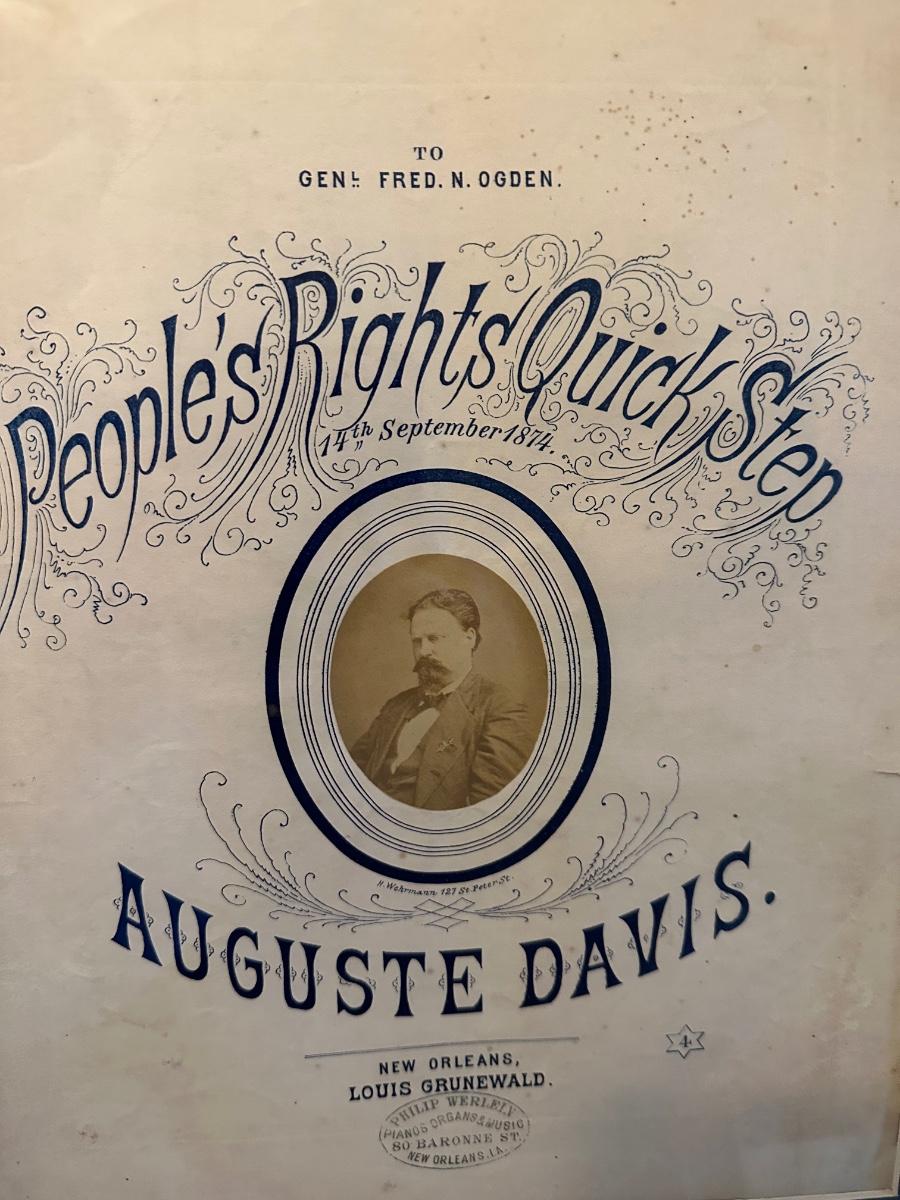 TO
GENL. FRED. N. OGDEN.
People's Rights Quick Step
14th September 1874.
H. Wehrmann 127 St. Peter St.
AUGUSTE DAVIS.
4
NEW ORLEANS,
LOUIS GRUNEWALD.
PHILIP WERLEIN
PIANOS ORGANS & MUSIC
80 BARONNE ST.
NEW ORLEANS, LA.